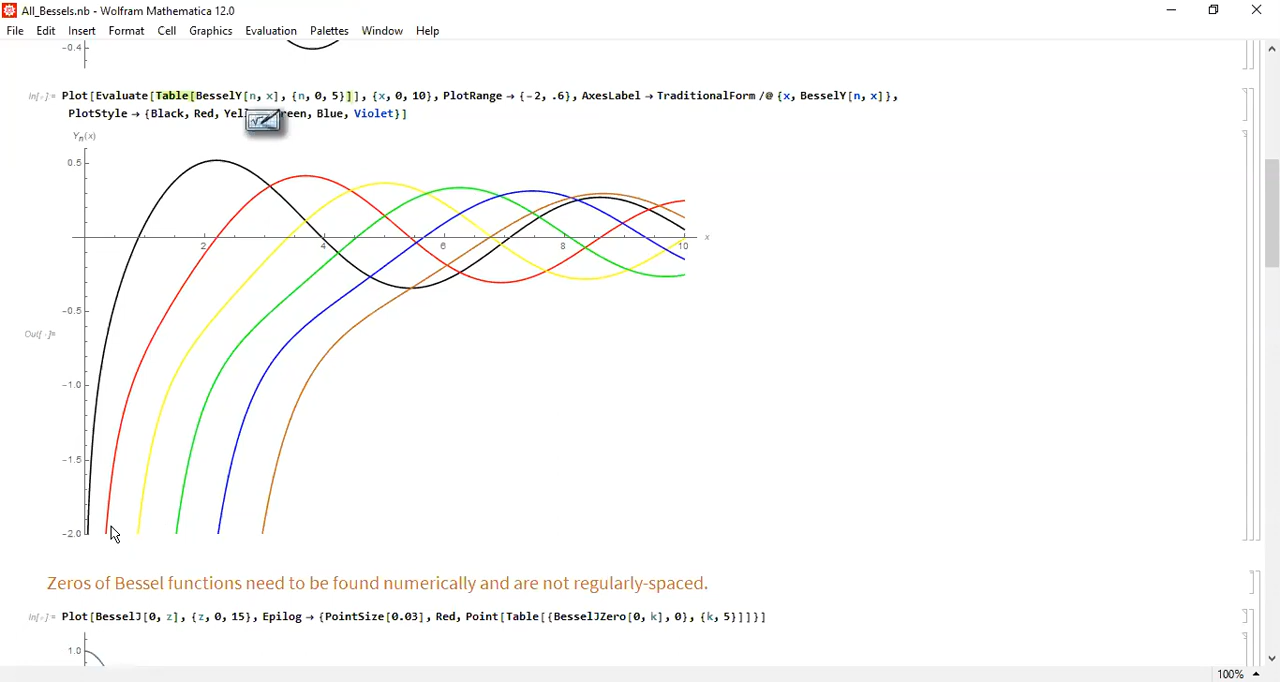 All_Bessels.nb - Wolfram Mathematica 12.0
File Edit Insert Format Cell Graphics Evaluation Palettes Window Help
-0.4
In[•]:= Plot[Evaluate[Table[BesselY[n, x], {n, 0, 5}]], {x, 0, 10}, PlotRange → {-2, .6}, AxesLabel → TraditionalForm /@ {x, BesselY[n, x]},
PlotStyle → {Black, Red, Blue, Violet}]
Yn(x)
0.5
2 4 6 8 10 x
-0.5
Out[•]=
-1.0
-1.5
-2.0
Zeros of Bessel functions need to be found numerically and are not regularly-spaced.
In[•]:= Plot[BesselJ[0, z], {z, 0, 15}, Epilog → {PointSize[0.03], Red, Point[Table[{BesselJZero[0, k], 0}, {k, 5}]]}]
1.0
100%